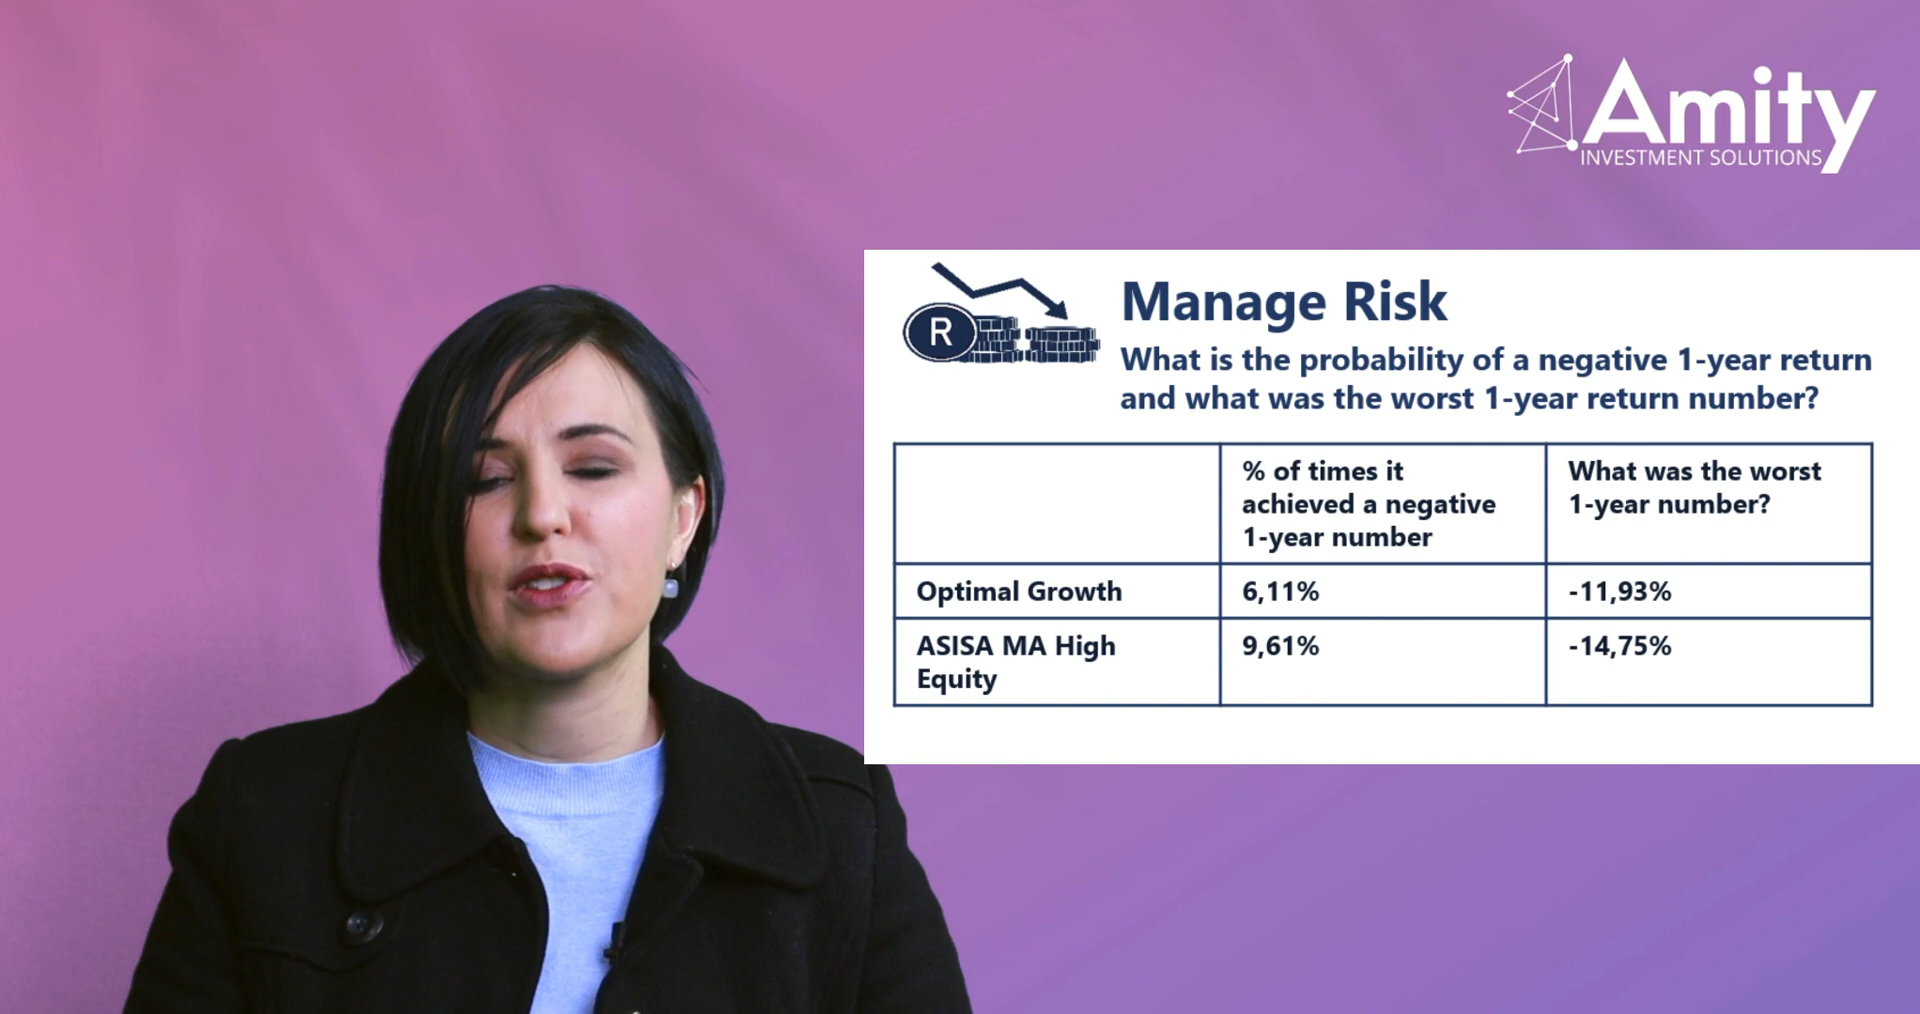 Amity
INVESTMENT SOLUTIONS
R
Manage Risk
What is the probability of a negative 1-year return
and what was the worst 1-year return number?
% of times it
achieved a negative
1-year number
What was the worst
1-year number?
Optimal Growth
6,11%
-11,93%
ASISA MA High
Equity
9,61%
-14,75%